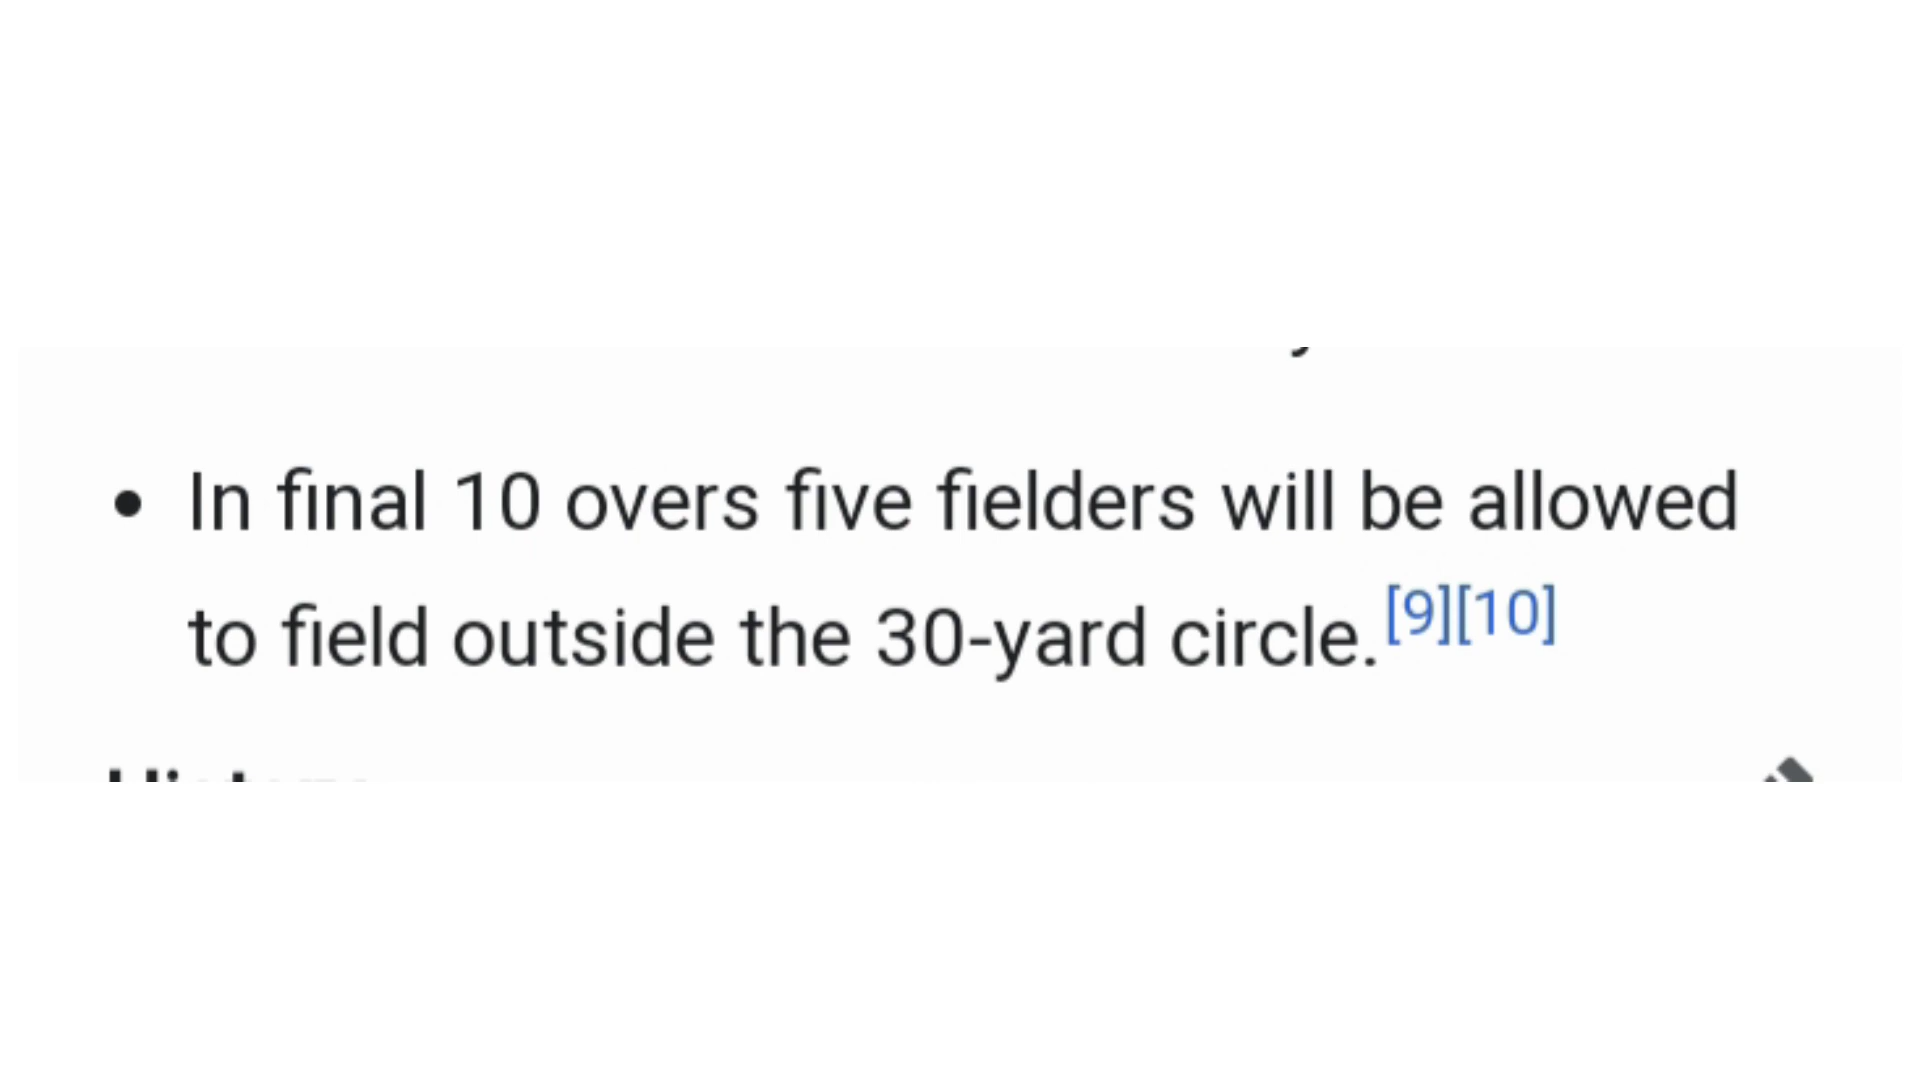 • In final 10 overs five fielders will be allowed
to field outside the 30-yard circle.[9][10]